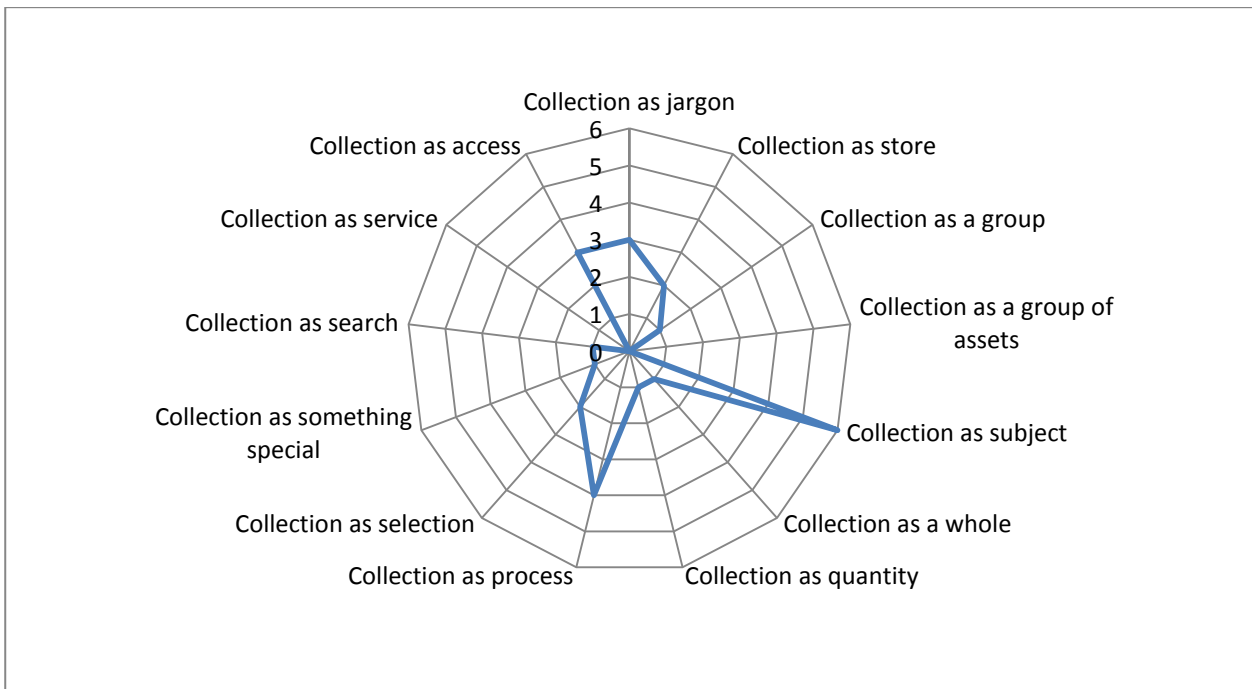 Collection as jargon
6
Collection as access
Collection as store
5
4
Collection as service
Collection as a group
3
2
Collection as search
Collection as a group of
assets
1
0
Collection as something
special
Collection as subject
Collection as selection
Collection as a whole
Collection as process
Collection as quantity